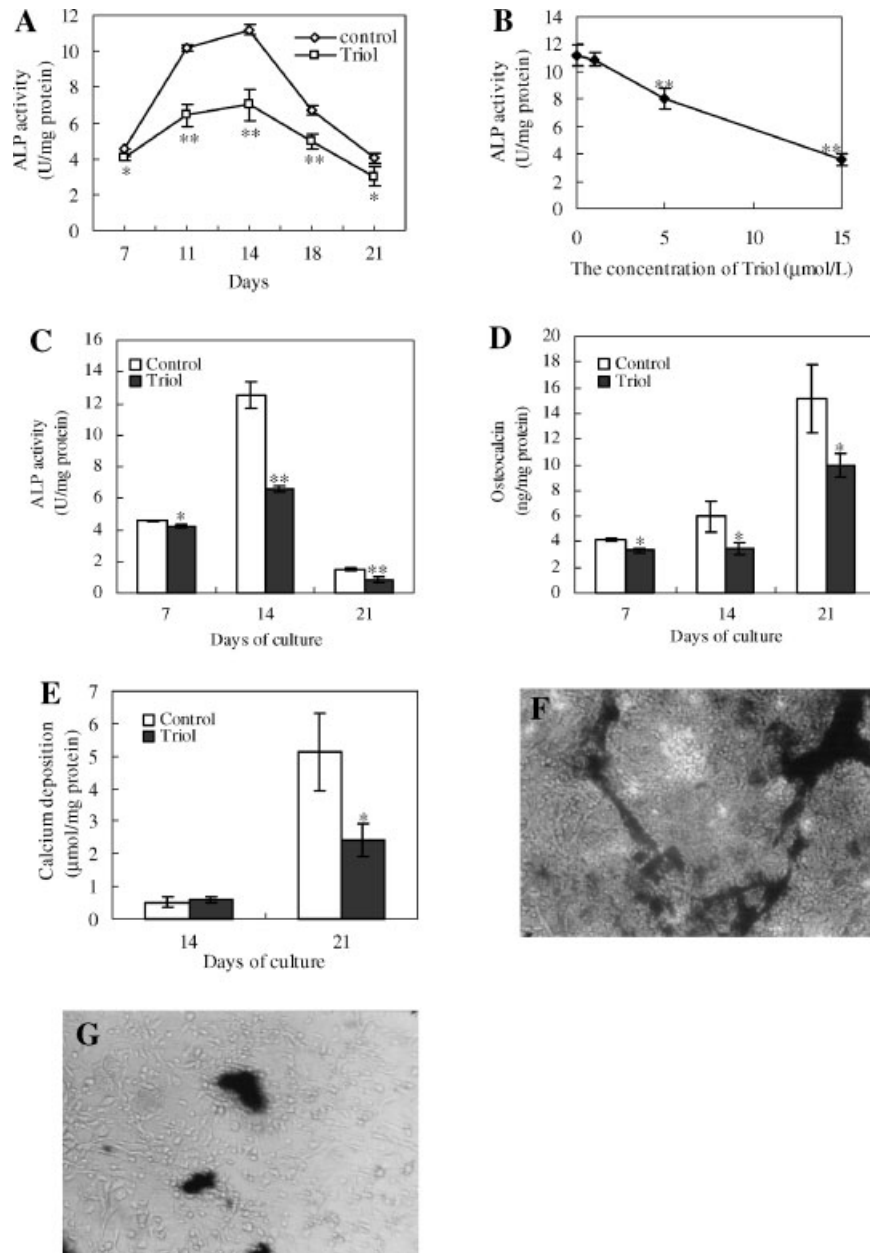 A
12
10
8
6
4
2
0
ALP activity
(U/mg protein)
control
Triol
*
**
**
**
*
7 11 14 18 21
Days
B
14
12
10
8
6
4
2
0
ALP activity
(U/mg protein)
**
**
0 5 10 15
The concentration of Triol (μmol/L)
C
16
14
12
10
8
6
4
2
0
ALP activity
(U/mg protein)
Control
Triol
*
**
**
7 14 21
Days of culture
D
20
18
16
14
12
10
8
6
4
2
0
Osteocalcin
(ng/mg protein)
Control
Triol
*
*
*
7 14 21
Days of culture
E
7
6
5
4
3
2
1
0
Calcium deposition
(μmol/mg protein)
Control
Triol
*
14 21
Days of culture
F
G